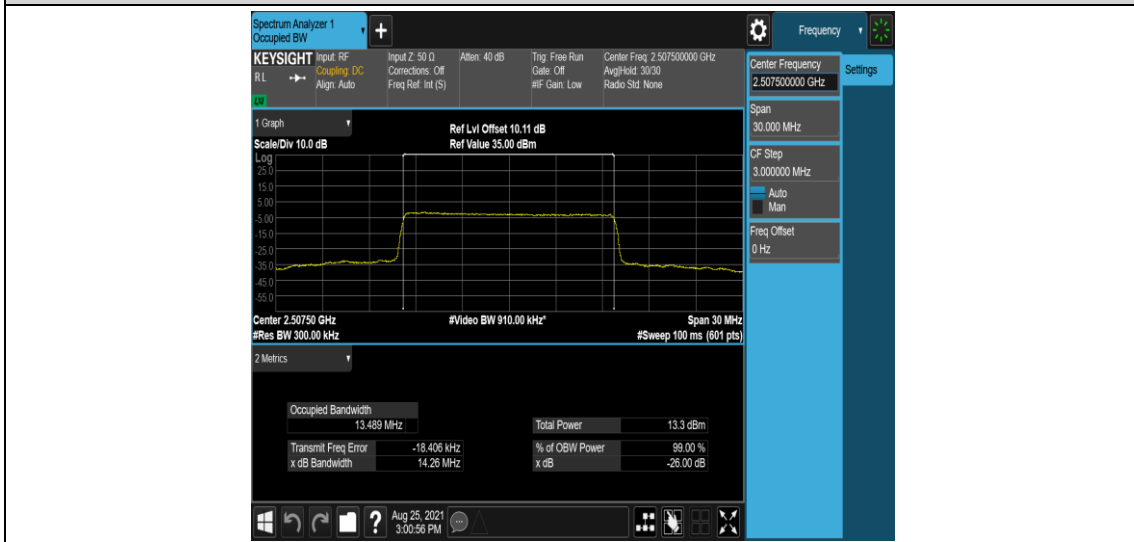 Spectrum Analyzer 1
Occupied BW
+
Frequency
KEYSIGHT Input: RF Input Z: 50 Ω Atten: 40 dB Trig: Free Run Center Freq: 2.507500000 GHz
RL Coupling: DC Corrections: Off Gate: Off Avg|Hold: 30/30
Align: Auto Freq Ref: Int (S) #IF Gain: Low Radio Std: None
LXI
Center Frequency
2.507500000 GHz
Settings
Span
30.000 MHz
CF Step
3.000000 MHz
Auto
Man
Freq Offset
0 Hz
1 Graph
Ref Lvl Offset 10.11 dB
Scale/Div 10.0 dB Ref Value 35.00 dBm
Log
25.0
15.0
5.00
-5.00
-15.0
-25.0
-35.0
-45.0
-55.0
Center 2.50750 GHz #Video BW 910.00 kHz* Span 30 MHz
#Res BW 300.00 kHz #Sweep 100 ms (601 pts)
2 Metrics
Occupied Bandwidth
13.489 MHz Total Power 13.3 dBm
Transmit Freq Error -18.406 kHz % of OBW Power 99.00 %
x dB Bandwidth 14.26 MHz x dB -26.00 dB
? Aug 25, 2021
3:00:56 PM